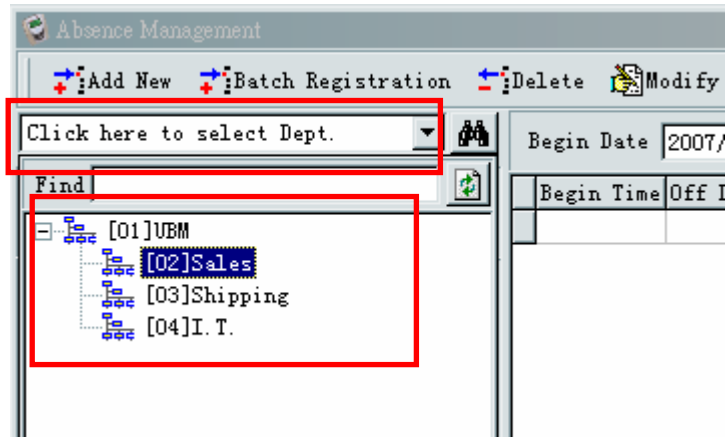 Absence Management
Add New Batch Registration Delete Modify
Click here to select Dept.
Begin Date 2007/
Find
Begin Time Off
[01]UBM
[02]Sales
[03]Shipping
[04]I.T.